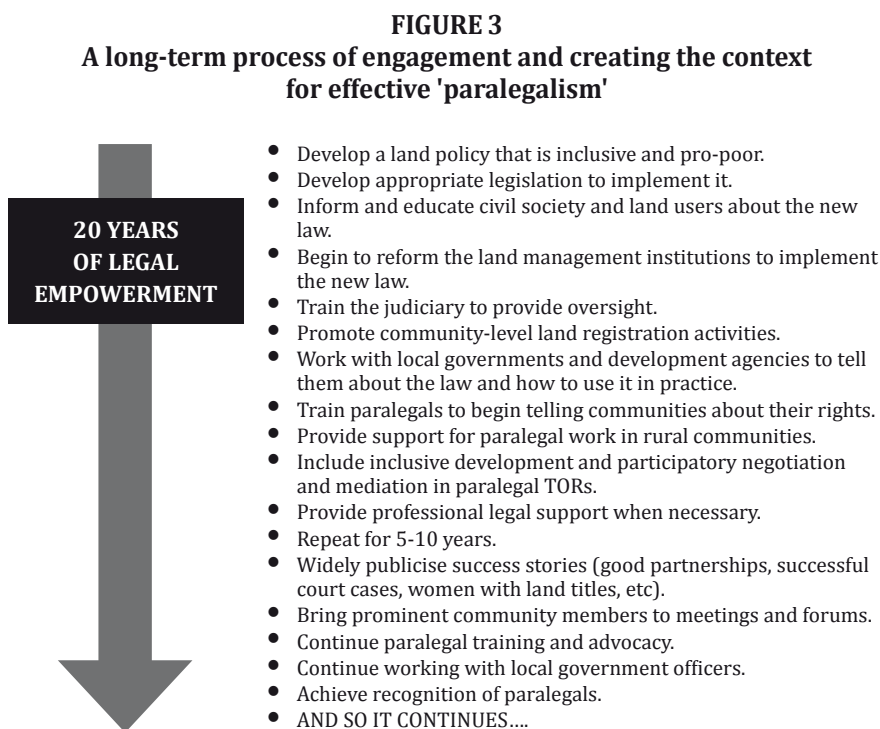 FIGURE 3
A long-term process of engagement and creating the context
for effective 'paralegalism'
20 YEARS
OF LEGAL
EMPOWERMENT
• Develop a land policy that is inclusive and pro-poor.
• Develop appropriate legislation to implement it.
• Inform and educate civil society and land users about the new
law.
• Begin to reform the land management institutions to implement
the new law.
• Train the judiciary to provide oversight.
• Promote community-level land registration activities.
• Work with local governments and development agencies to tell
them about the law and how to use it in practice.
• Train paralegals to begin telling communities about their rights.
• Provide support for paralegal work in rural communities.
• Include inclusive development and participatory negotiation
and mediation in paralegal TORs.
• Provide professional legal support when necessary.
• Repeat for 5-10 years.
• Widely publicise success stories (good partnerships, successful
court cases, women with land titles, etc).
• Bring prominent community members to meetings and forums.
• Continue paralegal training and advocacy.
• Continue working with local government officers.
• Achieve recognition of paralegals.
• AND SO IT CONTINUES....